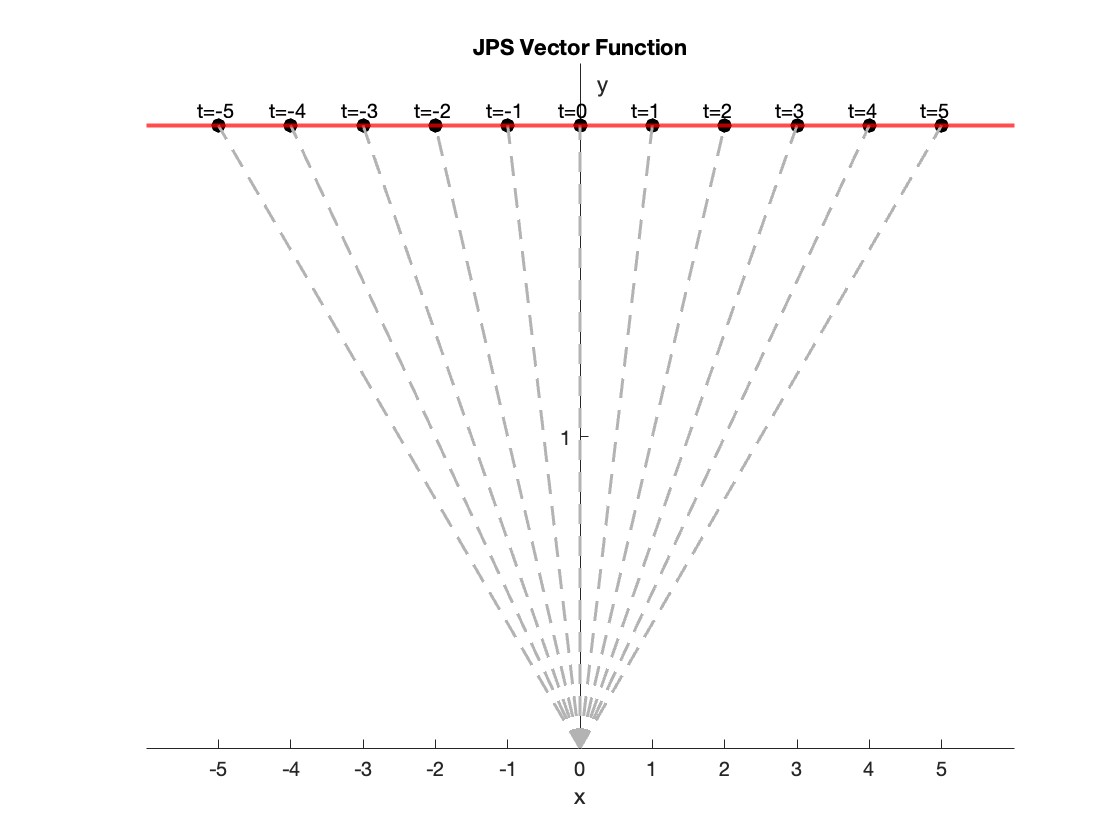 JPS Vector Function
y
t=-5 t=-4 t=-3 t=-2 t=-1 t=0 t=1 t=2 t=3 t=4 t=5
1
-5 -4 -3 -2 -1 0 1 2 3 4 5
x